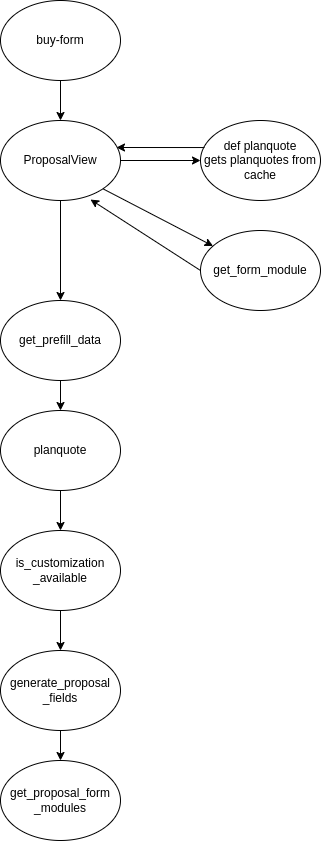 buy-form
ProposalView
def planquote
gets planquotes from
cache
get_form_module
get_prefill_data
planquote
is_customization
_available
generate_proposal
_fields
get_proposal_form
_modules